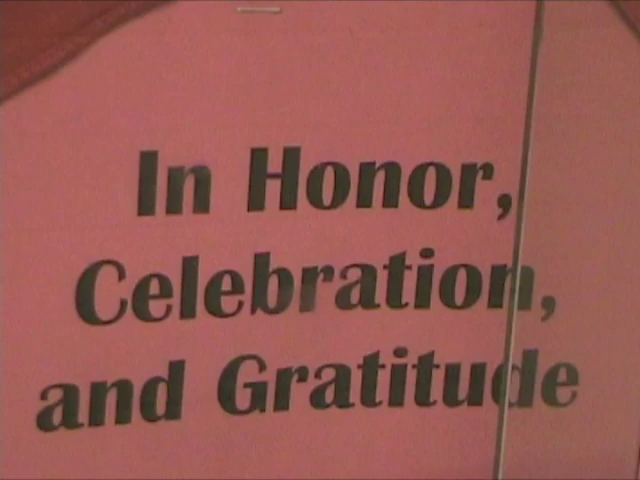 In Honor,
Celebration,
and Gratitude